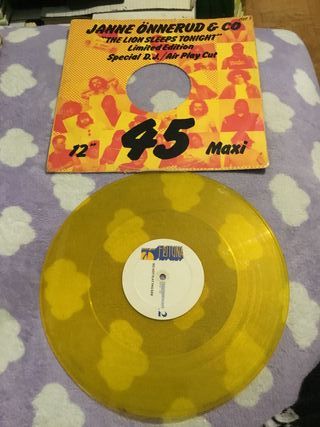 JANNE ÖNNERUD & CO
"THE LION SLEEPS TONIGHT"
Limited Edition
Special D.J./Air Play Cut
12" 45 Maxi
2